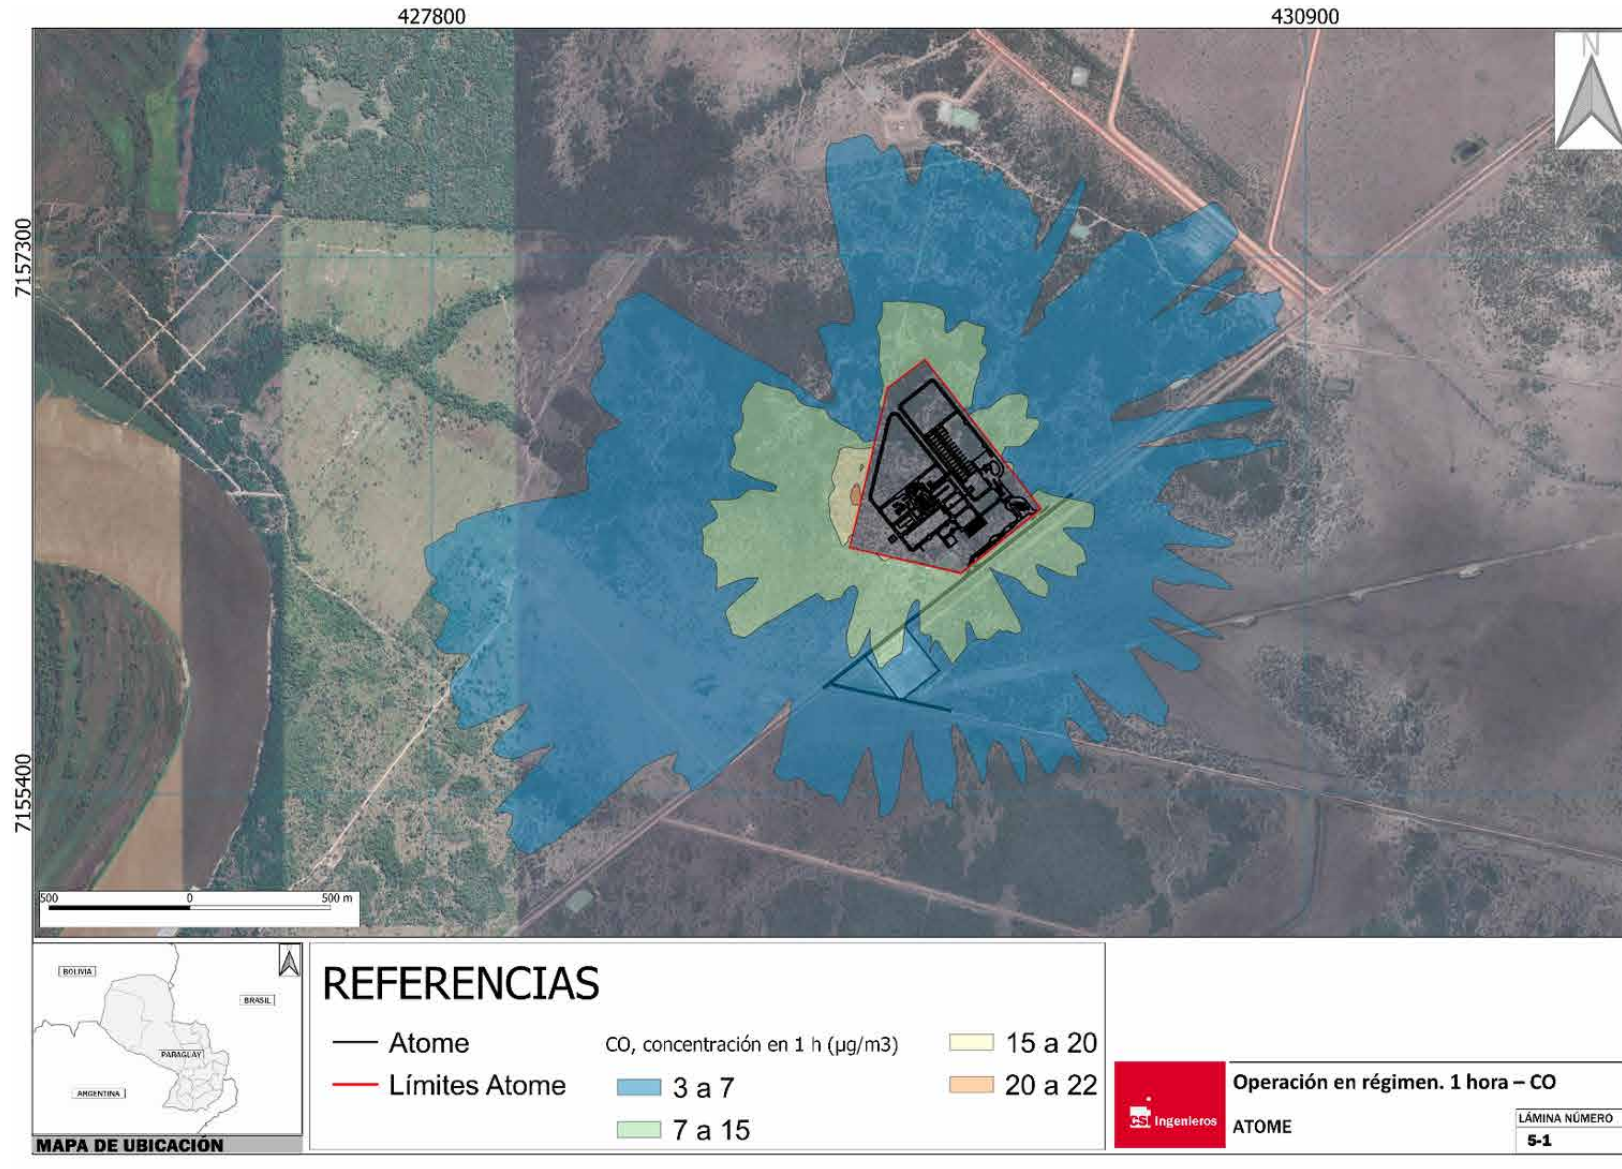 427800
430900
N
7157300
7155400
500 0 500 m
BOLIVIA
BRASIL
PARAGUAY
ARGENTINA
MAPA DE UBICACIÓN
REFERENCIAS
Atome
Límites Atome
CO, concentración en 1 h (µg/m3)
3 a 7
7 a 15
15 a 20
20 a 22
CSI Ingenieros
Operación en régimen. 1 hora – CO
ATOME
LÁMINA NÚMERO
5-1